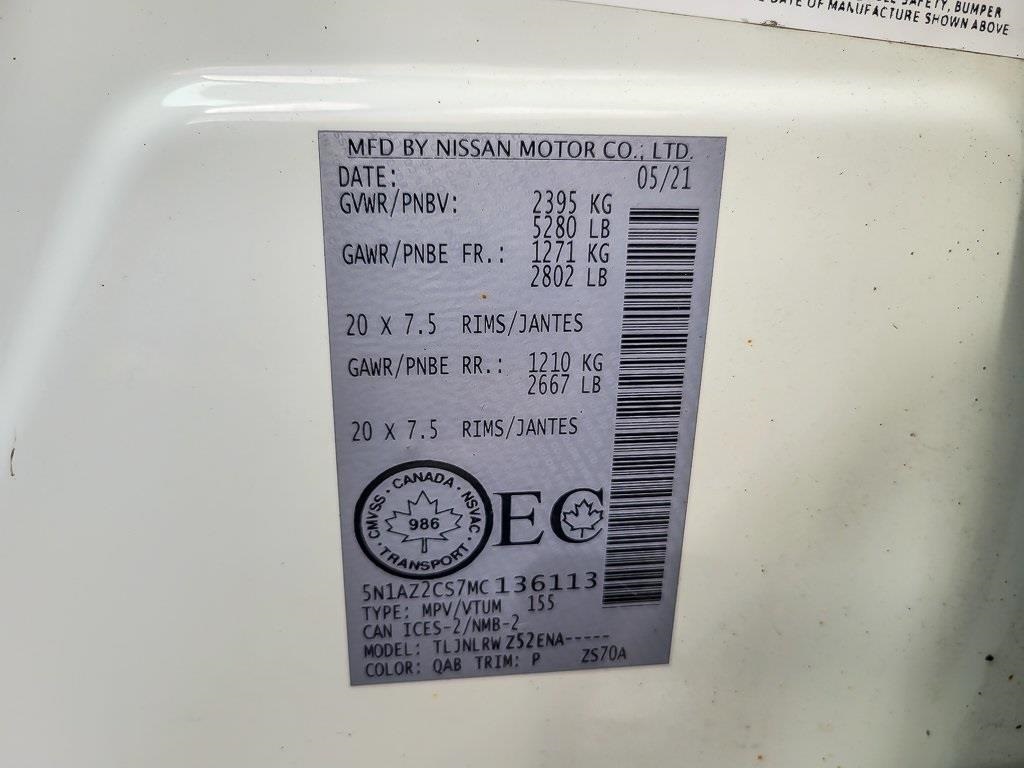 SAFETY, BUMPER
DATE OF MANUFACTURE SHOWN ABOVE
MFD BY NISSAN MOTOR CO., LTD.
DATE: 05/21
GVWR/PNBV: 2395 KG
5280 LB
GAWR/PNBE FR.: 1271 KG
2802 LB
20 X 7.5 RIMS/JANTES
GAWR/PNBE RR.: 1210 KG
2667 LB
20 X 7.5 RIMS/JANTES
CANADA · NSVAC · TRANSPORT · CMVSS ·
986
EC
5N1AZ2CS7MC136113
TYPE: MPV/VTUM 155
CAN ICES-2/NMB-2
MODEL: TLJNLRW Z52ENA-----
COLOR: QAB TRIM: P ZS70A